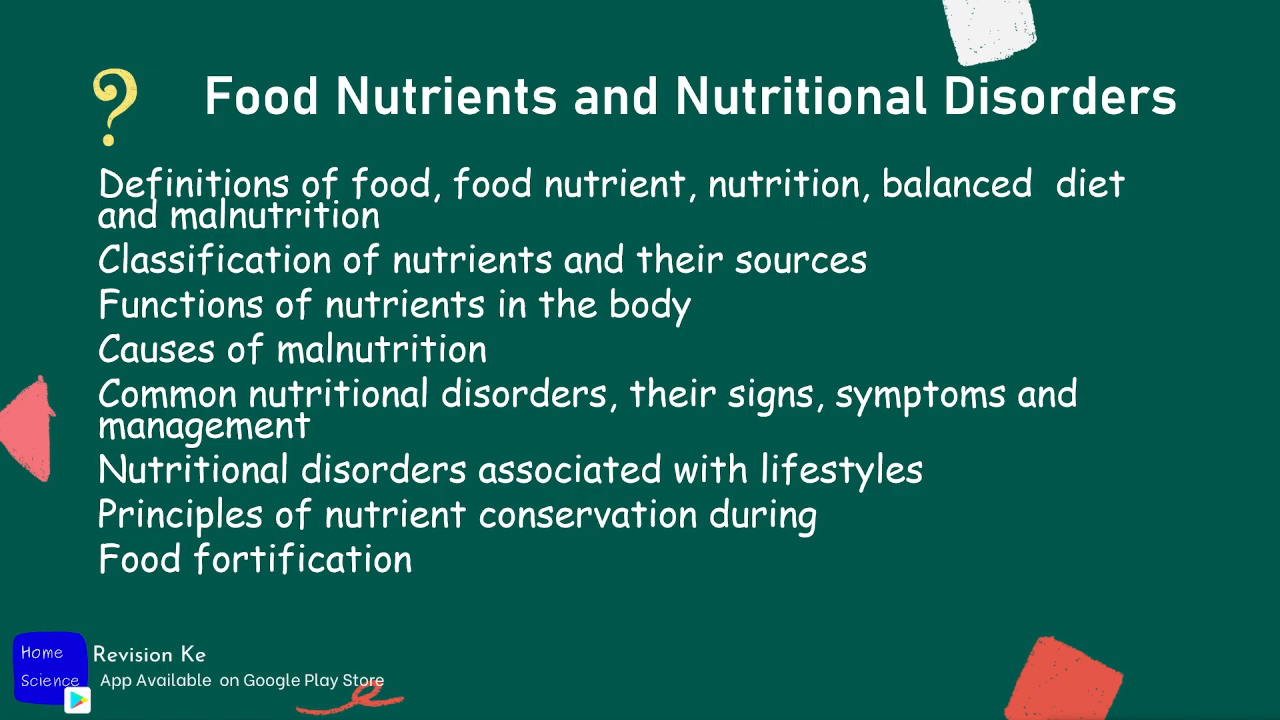 ?
Food Nutrients and Nutritional Disorders
Definitions of food, food nutrient, nutrition, balanced  diet
and malnutrition
Classification of nutrients and their sources
Functions of nutrients in the body
Causes of malnutrition
Common nutritional disorders, their signs, symptoms and
management
Nutritional disorders associated with lifestyles
Principles of nutrient conservation during
Food fortification
Home
Science
Revision Ke
App Available  on Google Play Store